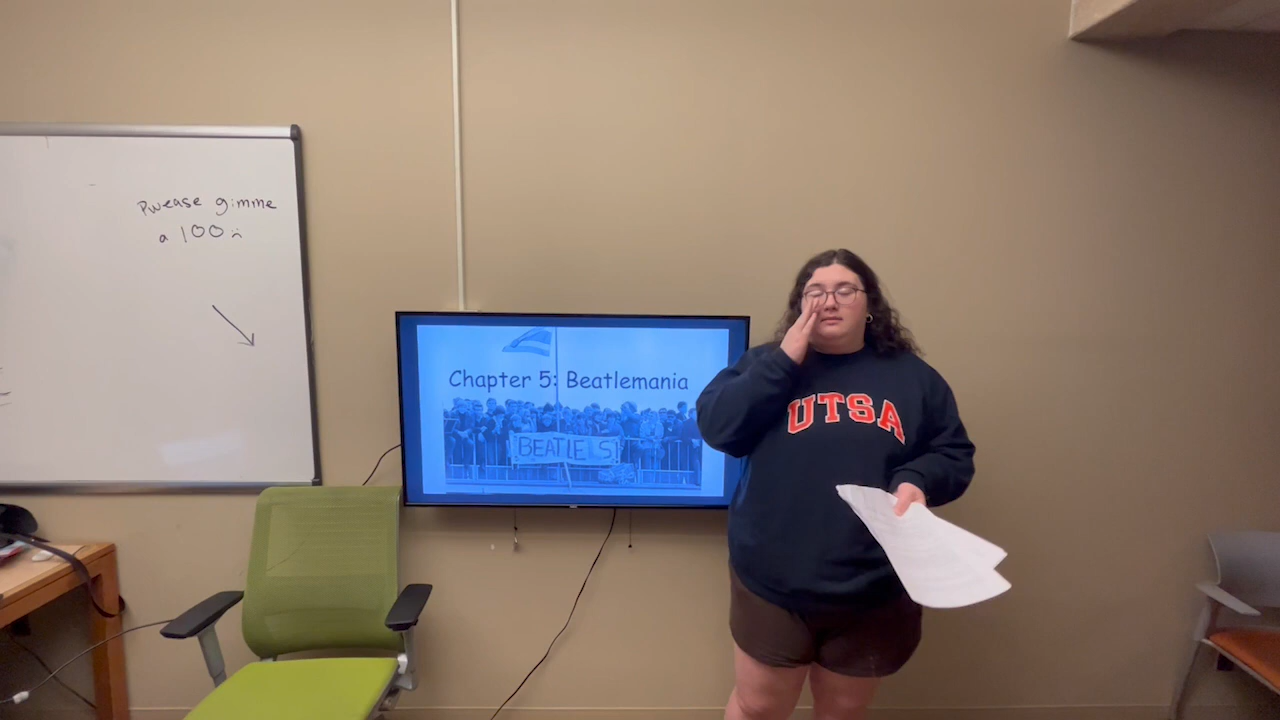 Pwease gimme
a 100 :(
Chapter 5: Beatlemania
BEATLES
UTSA